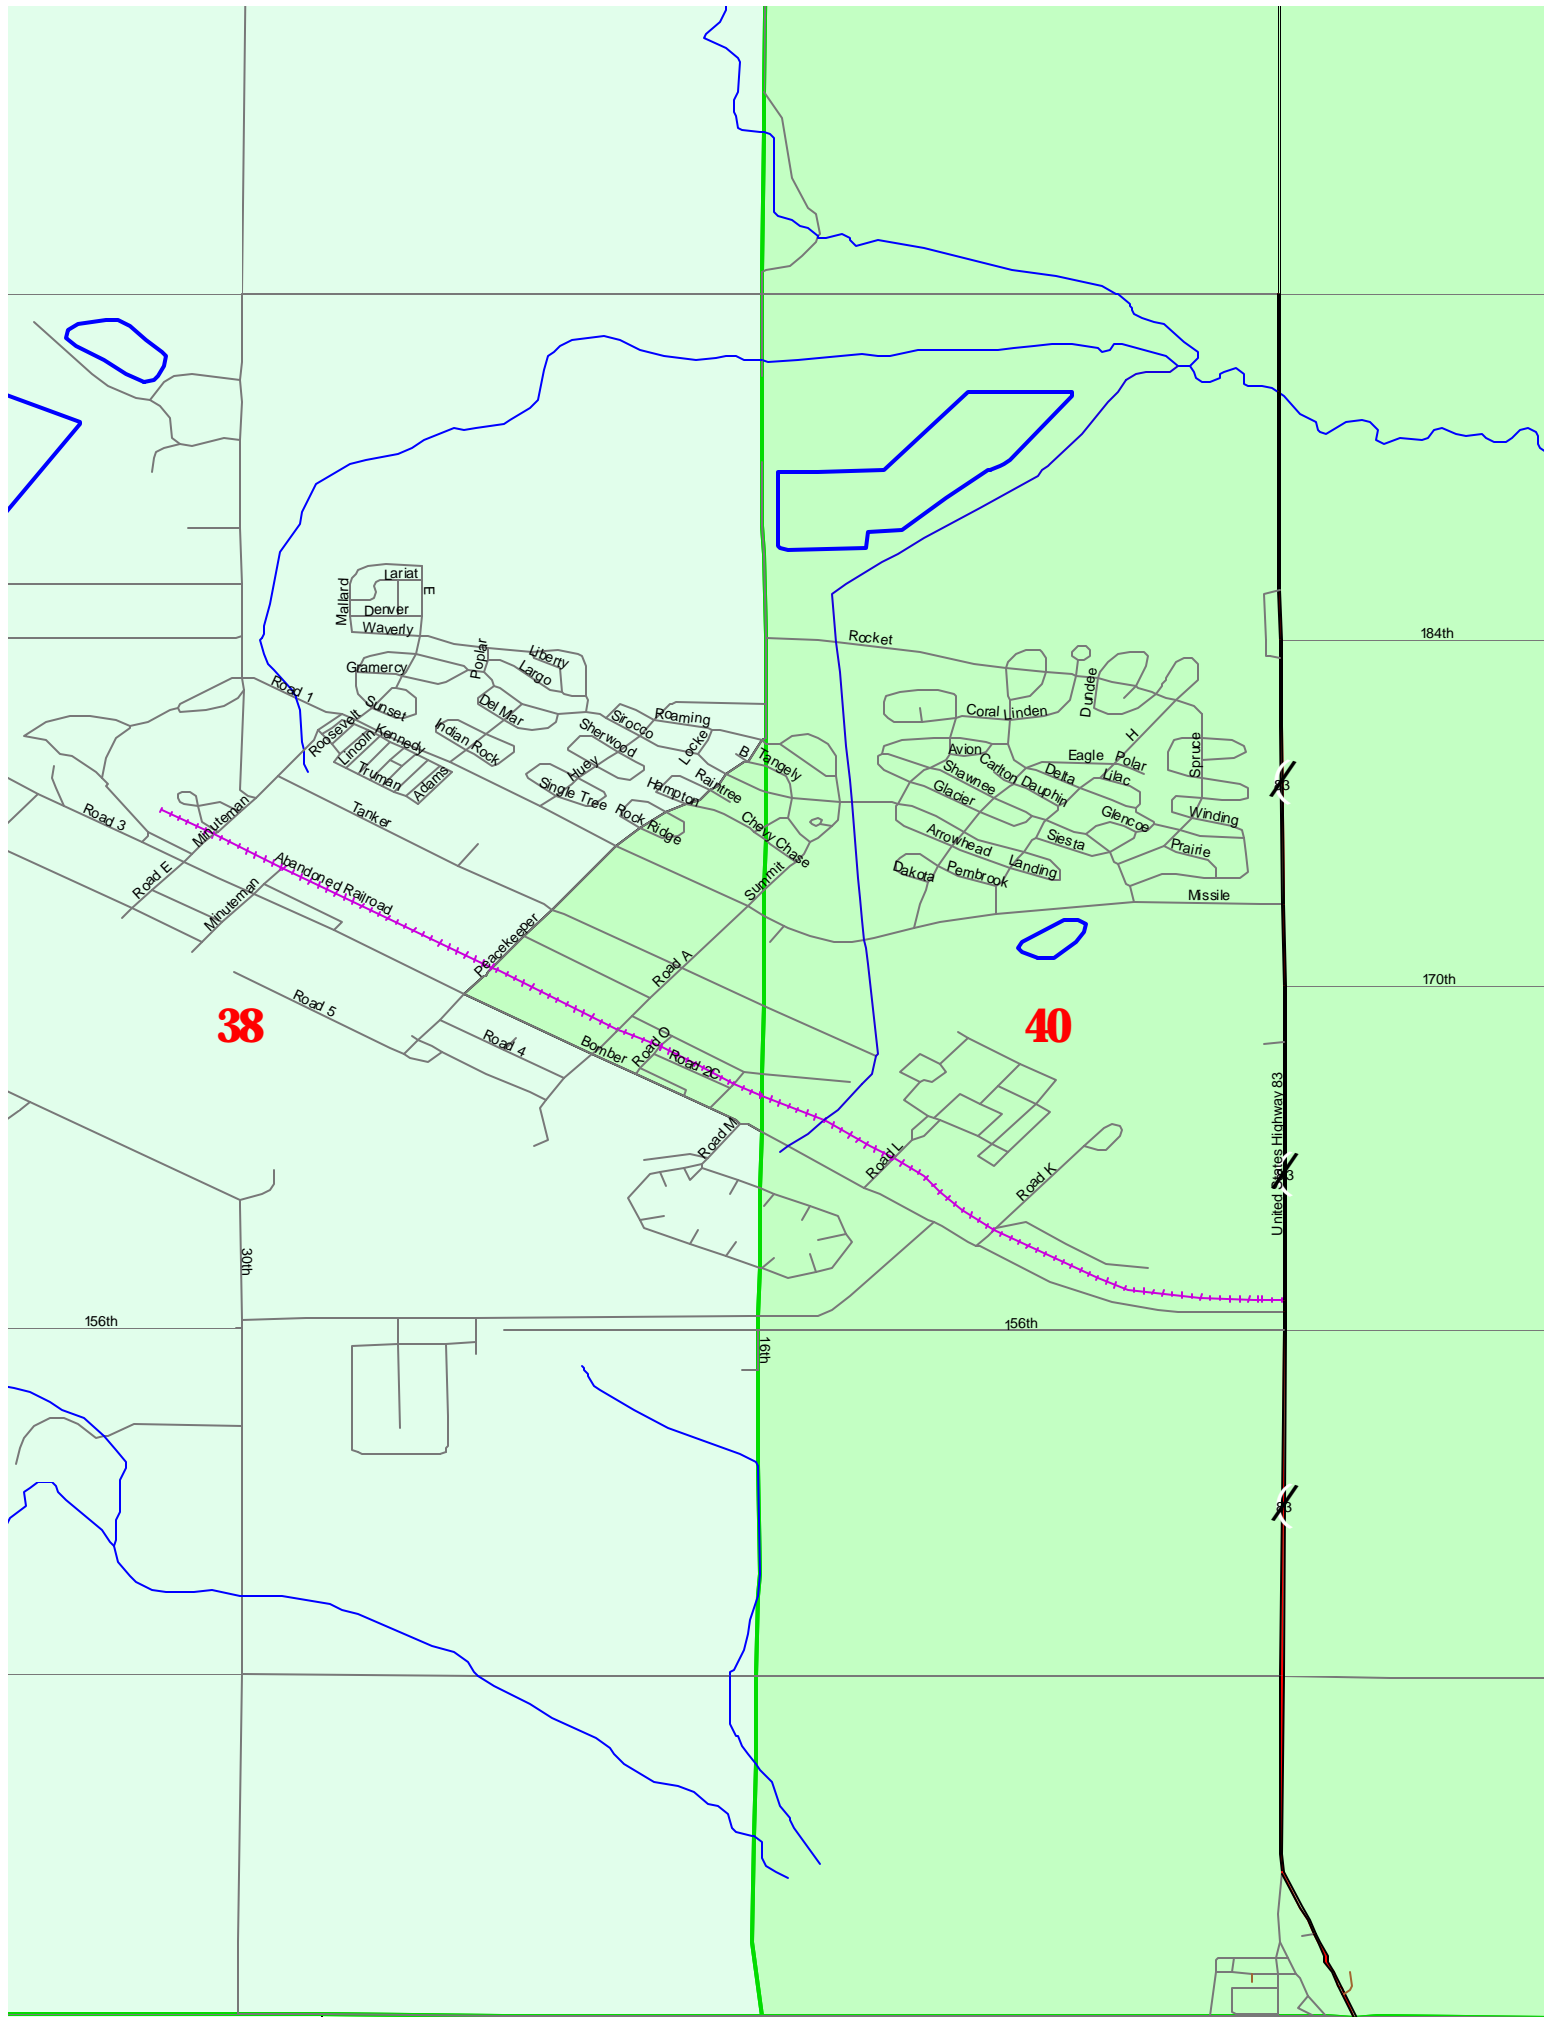 Lariat
E
Mallard
Denver
Waverly
Rocket
184th
Poplar
Liberty
Gramercy
Largo
Dundee
Road 1
Sunset
Del Mar
Sirocco
Roaming
Coral Linden
Roosevelt
Kennedy
Indian Rock
Sherwood
Locke
H
Lincoln
B
Tangely
Avion
Eagle
Polar
Spruce
Truman
Adams
Huey
Carlton
Delta
Lilac
Shawnee
Single Tree
Hampton
Raintree
Glacier
Dauphin
83
Tanker
Rock Ridge
Chevy Chase
Glencoe
Winding
Road 3
Minuteman
Arrowhead
Siesta
Prairie
Road E
Abandoned Railroad
Summit
Dakota
Pembrook
Landing
Minuteman
Missile
Peacekeeper
Road A
170th
Road 5
38
40
Road 4
Bomber
Road O
Road 2C
United States Highway 83
Road M
Road L
Road K
83
30th
156th
156th
16th
83